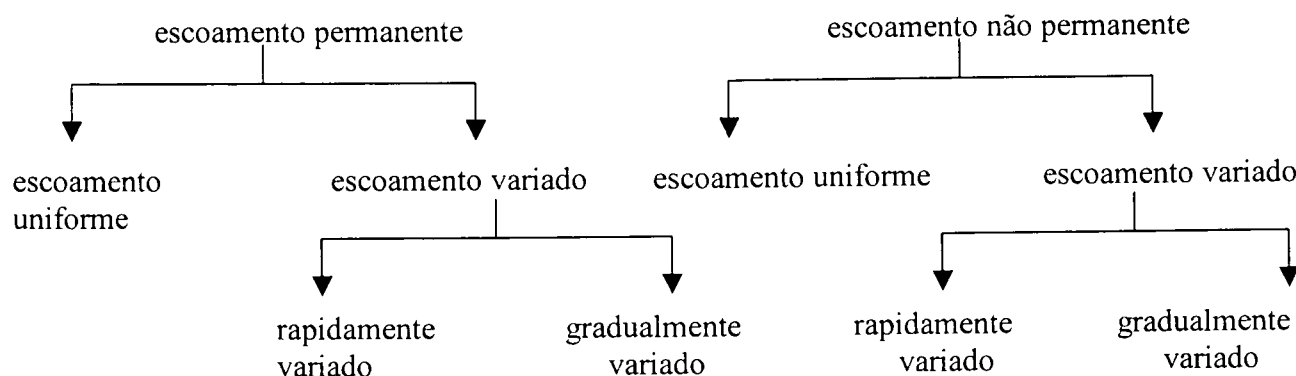 escoamento permanente
escoamento não permanente
escoamento
uniforme
escoamento variado
escoamento uniforme
escoamento variado
rapidamente
variado
gradualmente
variado
rapidamente
variado
gradualmente
variado